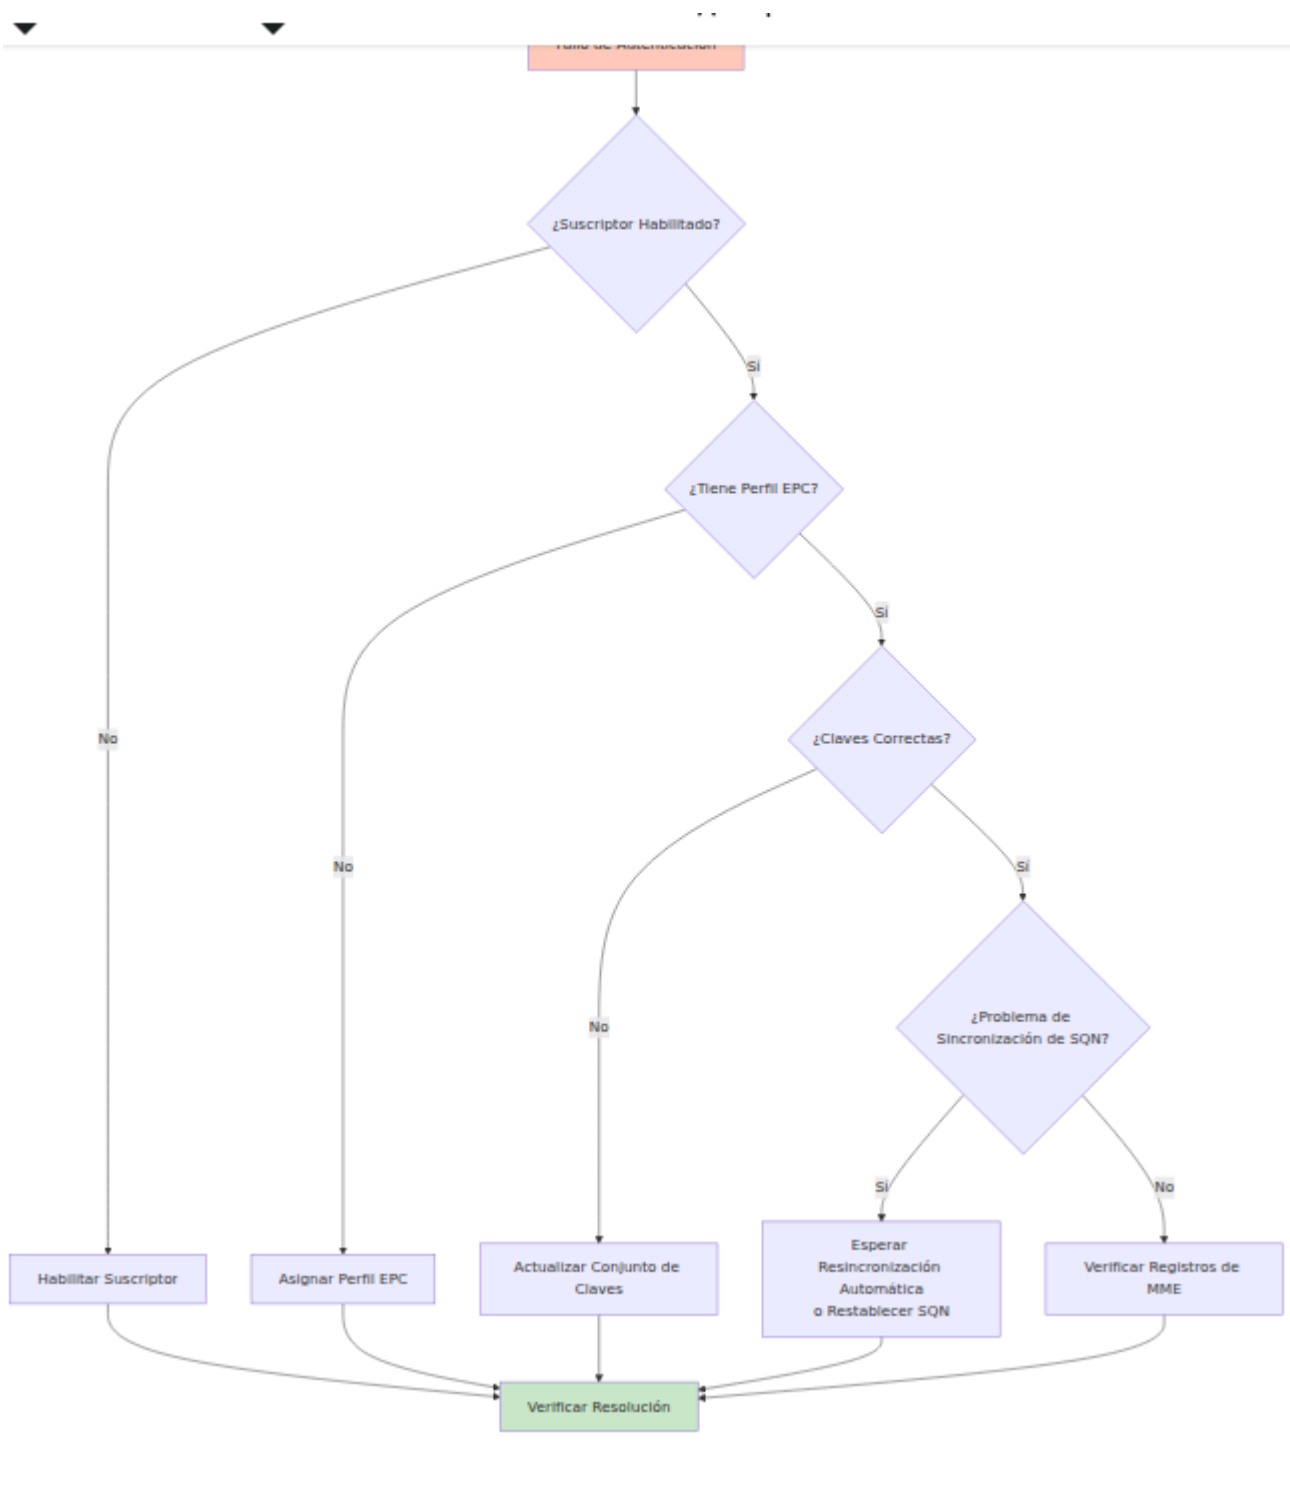 de Autenticación
¿Suscriptor Habilitado?
Sí
¿Tiene Perfil EPC?
Sí
¿Claves Correctas?
No
No
Sí
¿Problema de
Sincronización de SQN?
No
Sí
No
Habilitar Suscriptor
Asignar Perfil EPC
Actualizar Conjunto de
Claves
Esperar
Resincronización
Automática
o Restablecer SQN
Verificar Registros de
MME
Verificar Resolución